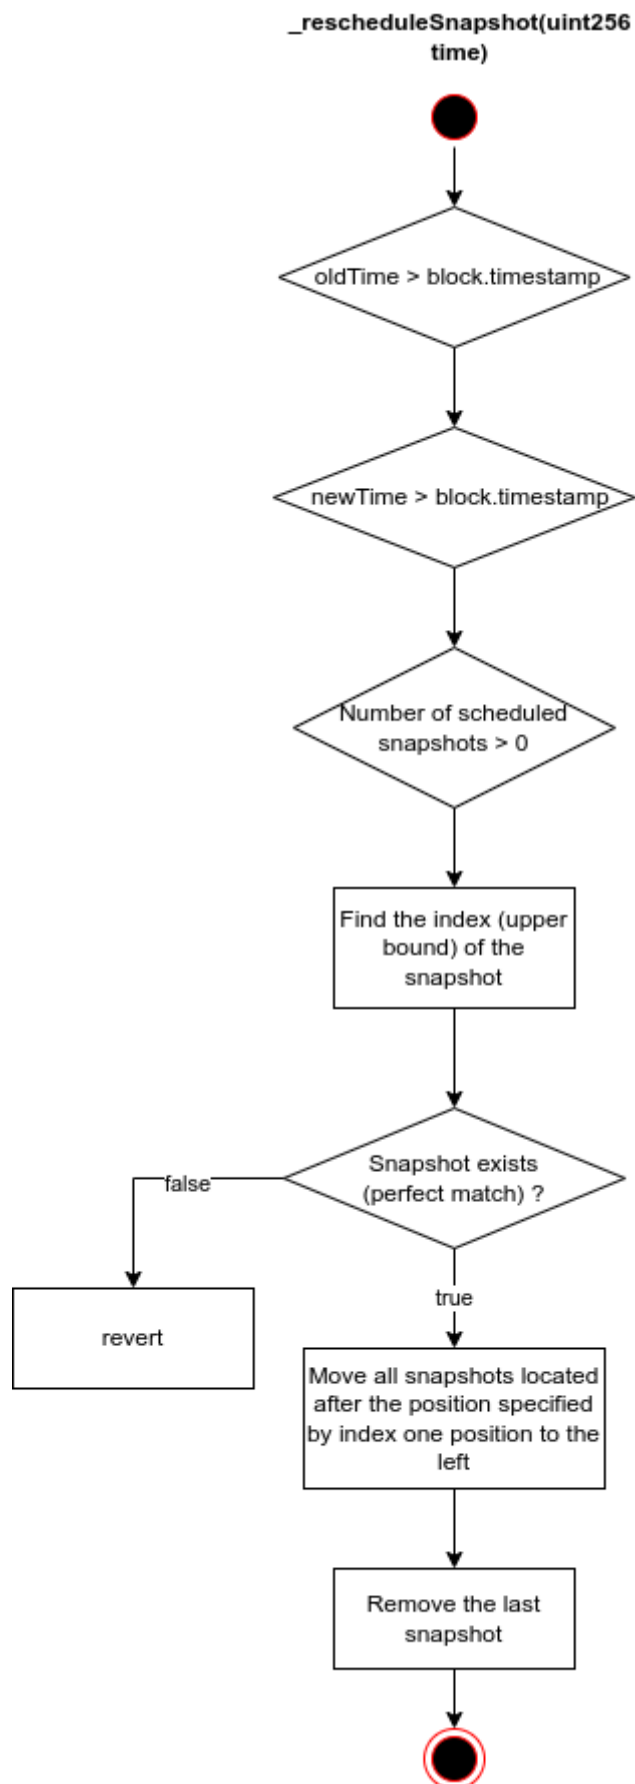 _rescheduleSnapshot(uint256
time)
oldTime > block.timestamp
newTime > block.timestamp
Number of scheduled
snapshots > 0
Find the index (upper
bound) of the
snapshot
Snapshot exists
(perfect match) ?
false
revert
true
Move all snapshots located
after the position specified
by index one position to the
left
Remove the last
snapshot